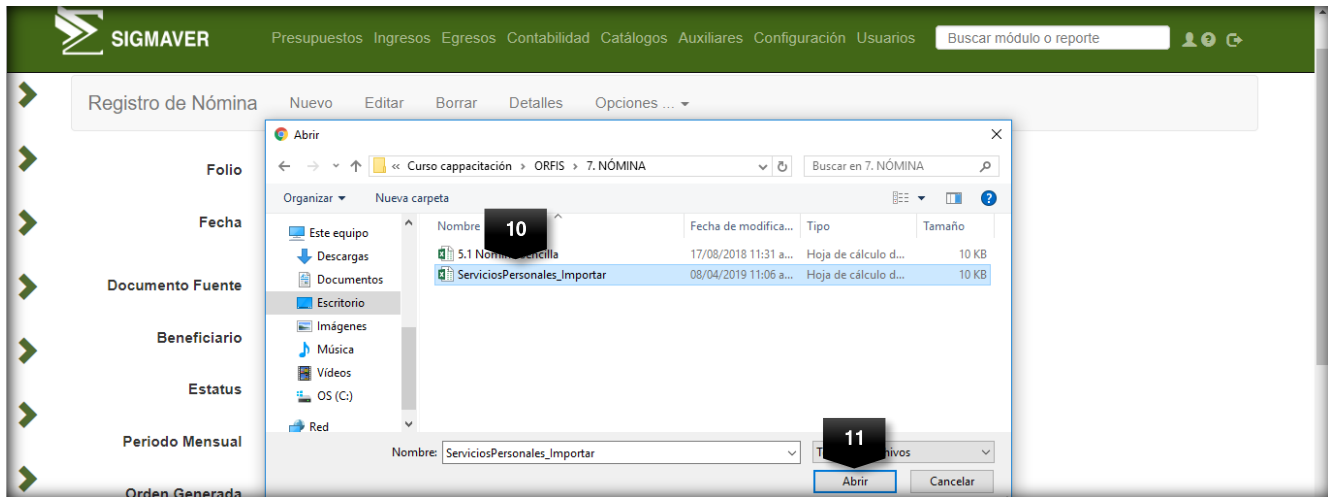 SIGMAVER
Presupuestos Ingresos Egresos Contabilidad Catálogos Auxiliares Configuración Usuarios
Buscar módulo o reporte
Registro de Nómina Nuevo Editar Borrar Detalles Opciones ...
Abrir
« Curso cappacitación > ORFIS > 7. NÓMINA
Buscar en 7. NÓMINA
Folio
Organizar Nueva carpeta
Fecha
Nombre Fecha de modifica... Tipo Tamaño
10
Este equipo
Descargas
5.1 17/08/2018 11:31 a... Hoja de cálculo d... 10 KB
Documentos
ServiciosPersonales_Importar 08/04/2019 11:06 a... Hoja de cálculo d... 10 KB
Documento Fuente
Escritorio
Imágenes
Beneficiario
Música
Vídeos
Estatus
OS (C:)
Red
Periodo Mensual
Nombre: ServiciosPersonales_Importar
11
Abrir Cancelar
Orden Generada